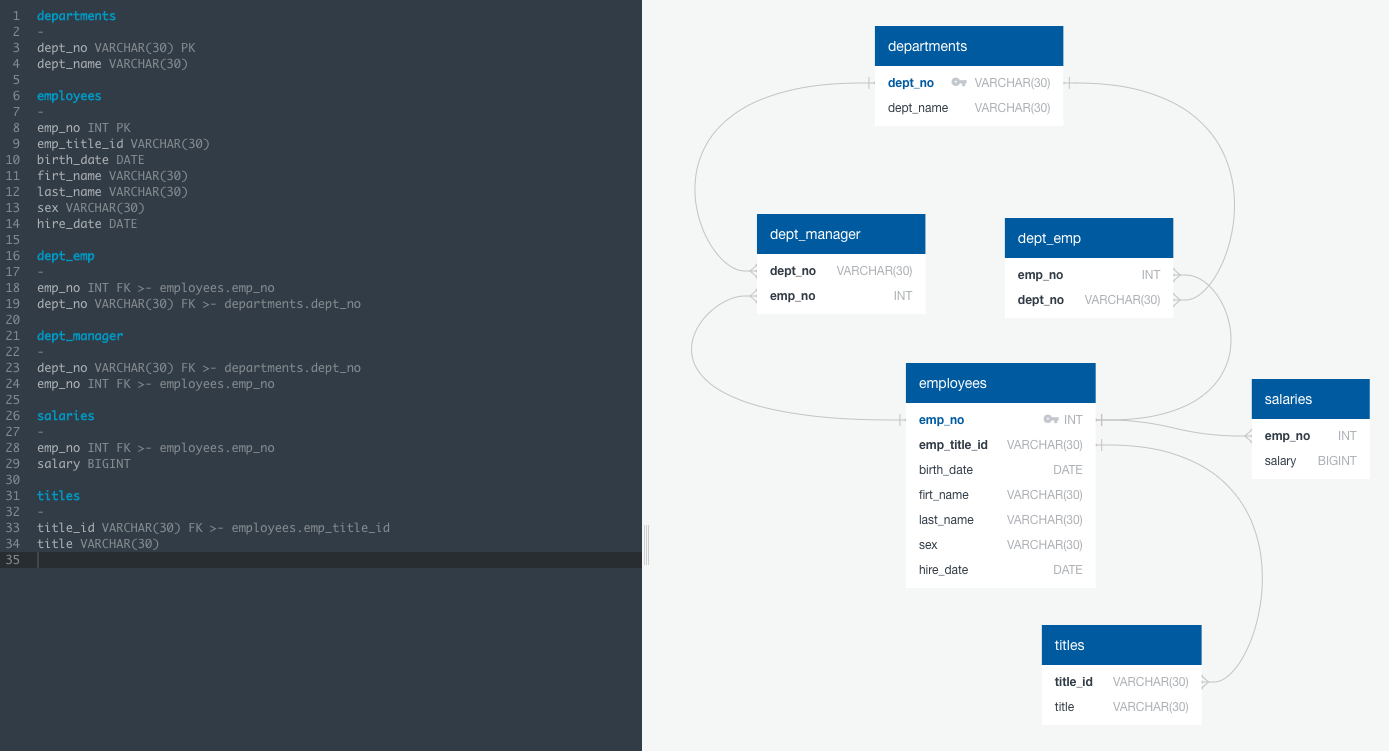 1 departments
2 -
3 dept_no VARCHAR(30) PK
4 dept_name VARCHAR(30)
5
6 employees
7 -
8 emp_no INT PK
9 emp_title_id VARCHAR(30)
10 birth_date DATE
11 firt_name VARCHAR(30)
12 last_name VARCHAR(30)
13 sex VARCHAR(30)
14 hire_date DATE
15
16 dept_emp
17 -
18 emp_no INT FK >- employees.emp_no
19 dept_no VARCHAR(30) FK >- departments.dept_no
20
21 dept_manager
22 -
23 dept_no VARCHAR(30) FK >- departments.dept_no
24 emp_no INT FK >- employees.emp_no
25
26 salaries
27 -
28 emp_no INT FK >- employees.emp_no
29 salary BIGINT
30
31 titles
32 -
33 title_id VARCHAR(30) FK >- employees.emp_title_id
34 title VARCHAR(30)
35
departments
dept_no VARCHAR(30)
dept_name VARCHAR(30)
dept_manager
dept_no VARCHAR(30)
emp_no INT
dept_emp
emp_no INT
dept_no VARCHAR(30)
employees
emp_no INT
emp_title_id VARCHAR(30)
birth_date DATE
firt_name VARCHAR(30)
last_name VARCHAR(30)
sex VARCHAR(30)
hire_date DATE
salaries
emp_no INT
salary BIGINT
titles
title_id VARCHAR(30)
title VARCHAR(30)